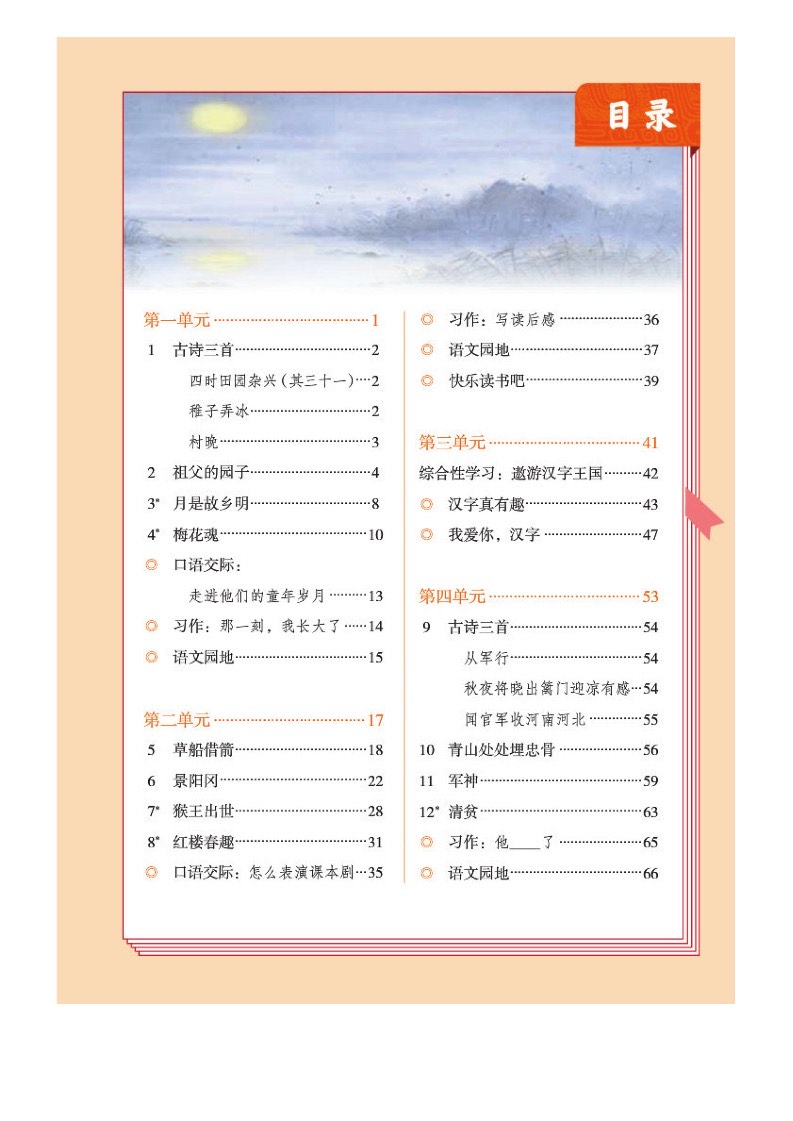 目录
第一单元 1
1 古诗三首 2
四时田园杂兴（其三十一） 2
稚子弄冰 2
村晚 3
2 祖父的园子 4
3* 月是故乡明 8
4* 梅花魂 10
◎ 口语交际：
走进他们的童年岁月 13
◎ 习作：那一刻，我长大了 14
◎ 语文园地 15
第二单元 17
5 草船借箭 18
6 景阳冈 22
7* 猴王出世 28
8* 红楼春趣 31
◎ 口语交际：怎么表演课本剧 35
◎ 习作：写读后感 36
◎ 语文园地 37
◎ 快乐读书吧 39
第三单元 41
综合性学习：遨游汉字王国 42
◎ 汉字真有趣 43
◎ 我爱你，汉字 47
第四单元 53
9 古诗三首 54
从军行 54
秋夜将晓出篱门迎凉有感 54
闻官军收河南河北 55
10 青山处处埋忠骨 56
11 军神 59
12* 清贫 63
◎ 习作：他____了 65
◎ 语文园地 66